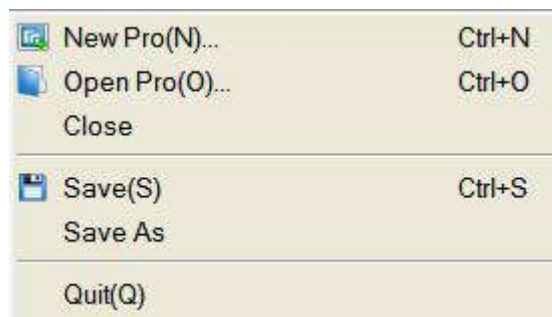 New Pro(N)... Ctrl+N
Open Pro(O)... Ctrl+O
Close
Save(S) Ctrl+S
Save As
Quit(Q)